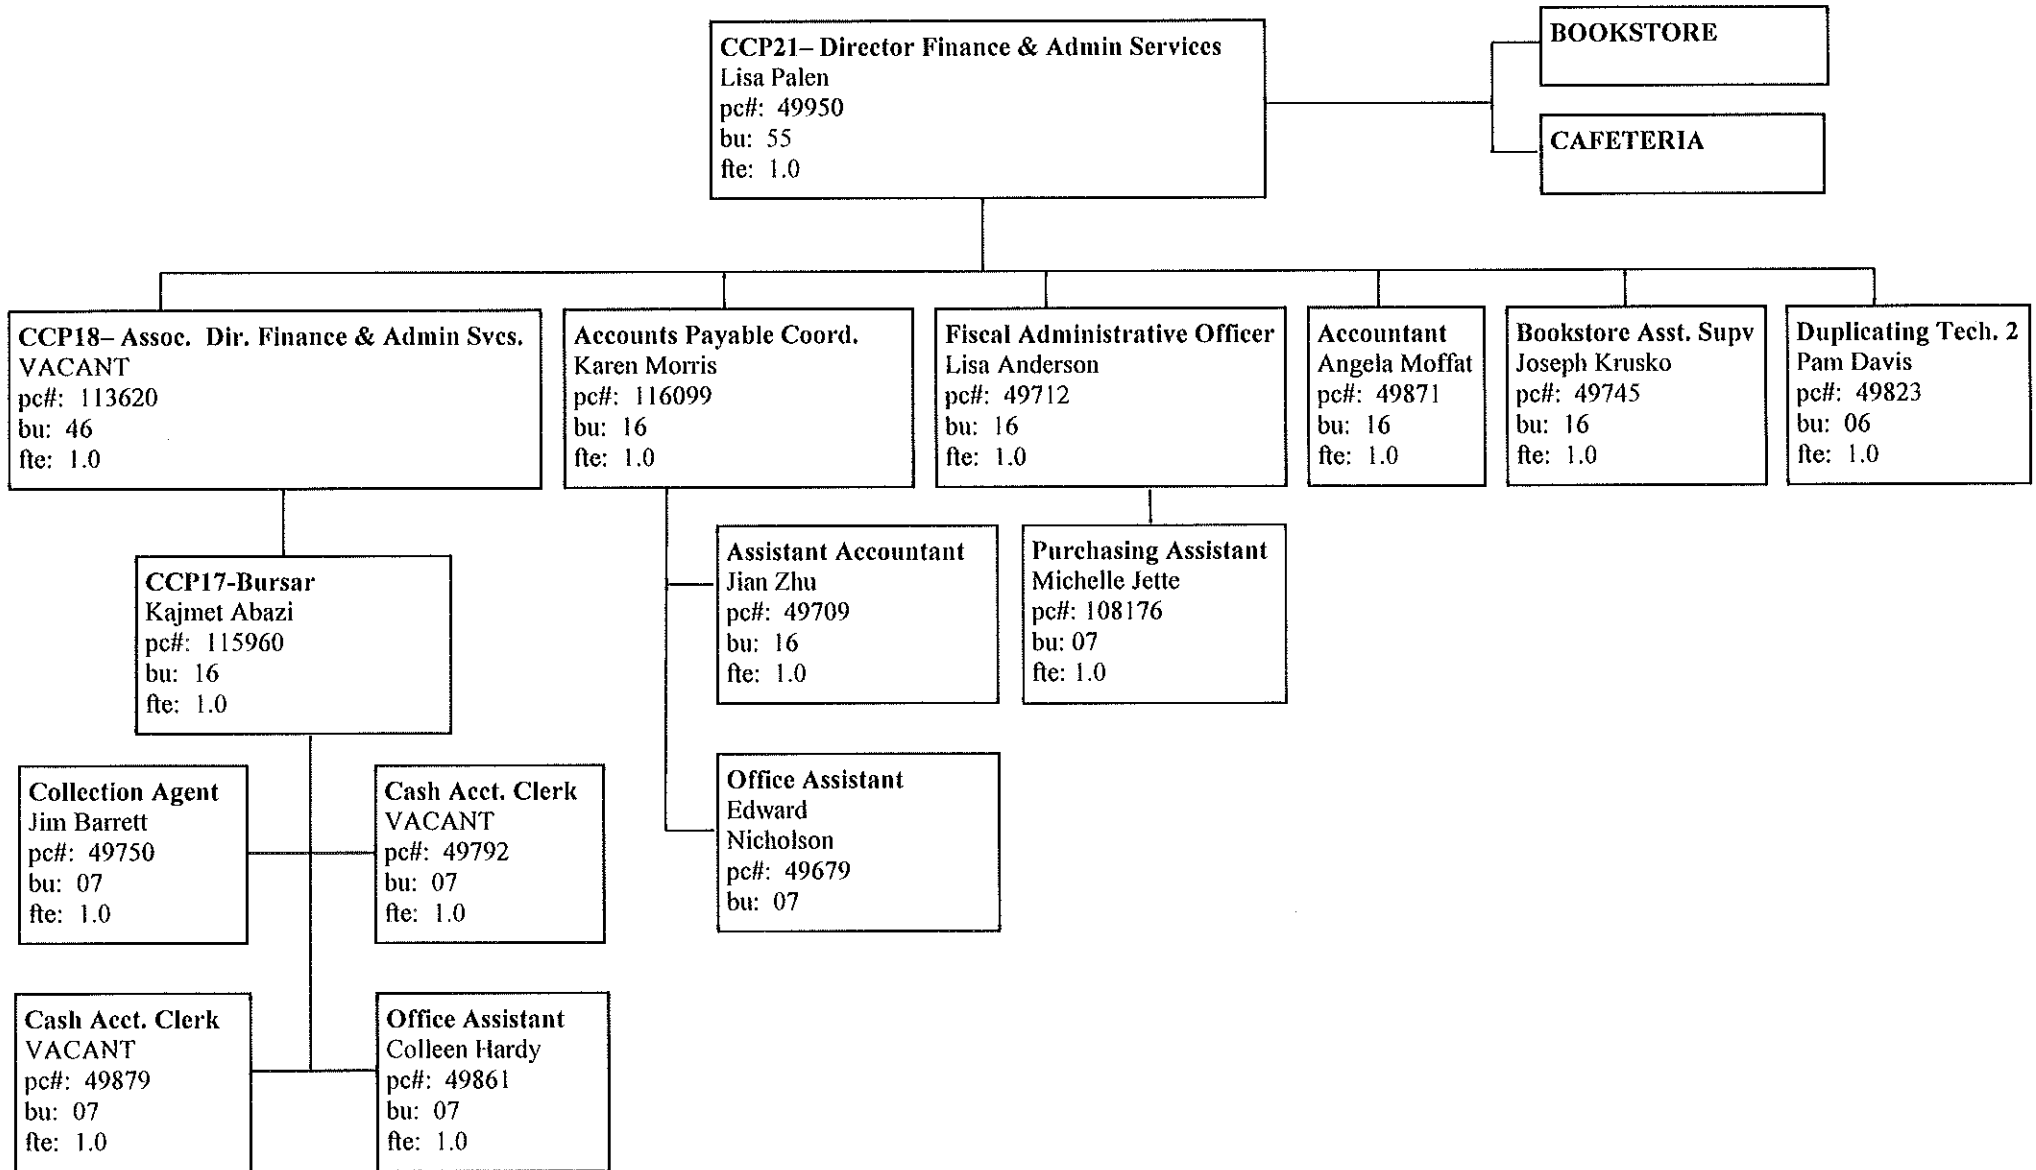 CCP21– Director Finance & Admin Services
Lisa Palen
pc#: 49950
bu: 55
fte: 1.0
BOOKSTORE
CAFETERIA
CCP18– Assoc. Dir. Finance & Admin Svcs.
VACANT
pc#: 113620
bu: 46
fte: 1.0
Accounts Payable Coord.
Karen Morris
pc#: 116099
bu: 16
fte: 1.0
Fiscal Administrative Officer
Lisa Anderson
pc#: 49712
bu: 16
fte: 1.0
Accountant
Angela Moffat
pc#: 49871
bu: 16
fte: 1.0
Bookstore Asst. Supv
Joseph Krusko
pc#: 49745
bu: 16
fte: 1.0
Duplicating Tech. 2
Pam Davis
pc#: 49823
bu: 06
fte: 1.0
CCP17-Bursar
Kajmet Abazi
pc#: 115960
bu: 16
fte: 1.0
Assistant Accountant
Jian Zhu
pc#: 49709
bu: 16
fte: 1.0
Purchasing Assistant
Michelle Jette
pc#: 108176
bu: 07
fte: 1.0
Collection Agent
Jim Barrett
pc#: 49750
bu: 07
fte: 1.0
Cash Acct. Clerk
VACANT
pc#: 49792
bu: 07
fte: 1.0
Office Assistant
Edward
Nicholson
pc#: 49679
bu: 07
Cash Acct. Clerk
VACANT
pc#: 49879
bu: 07
fte: 1.0
Office Assistant
Colleen Hardy
pc#: 49861
bu: 07
fte: 1.0